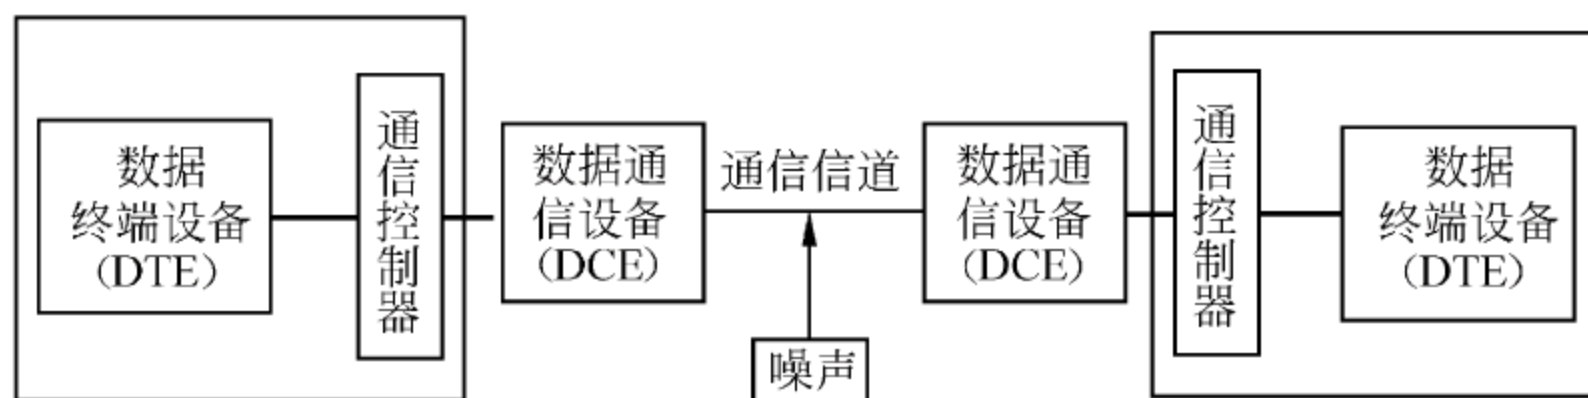 数据
终端设备
(DTE)
通信控制器
数据通
信设备
(DCE)
通信信道
噪声
数据通
信设备
(DCE)
通信控制器
数据
终端设备
(DTE)